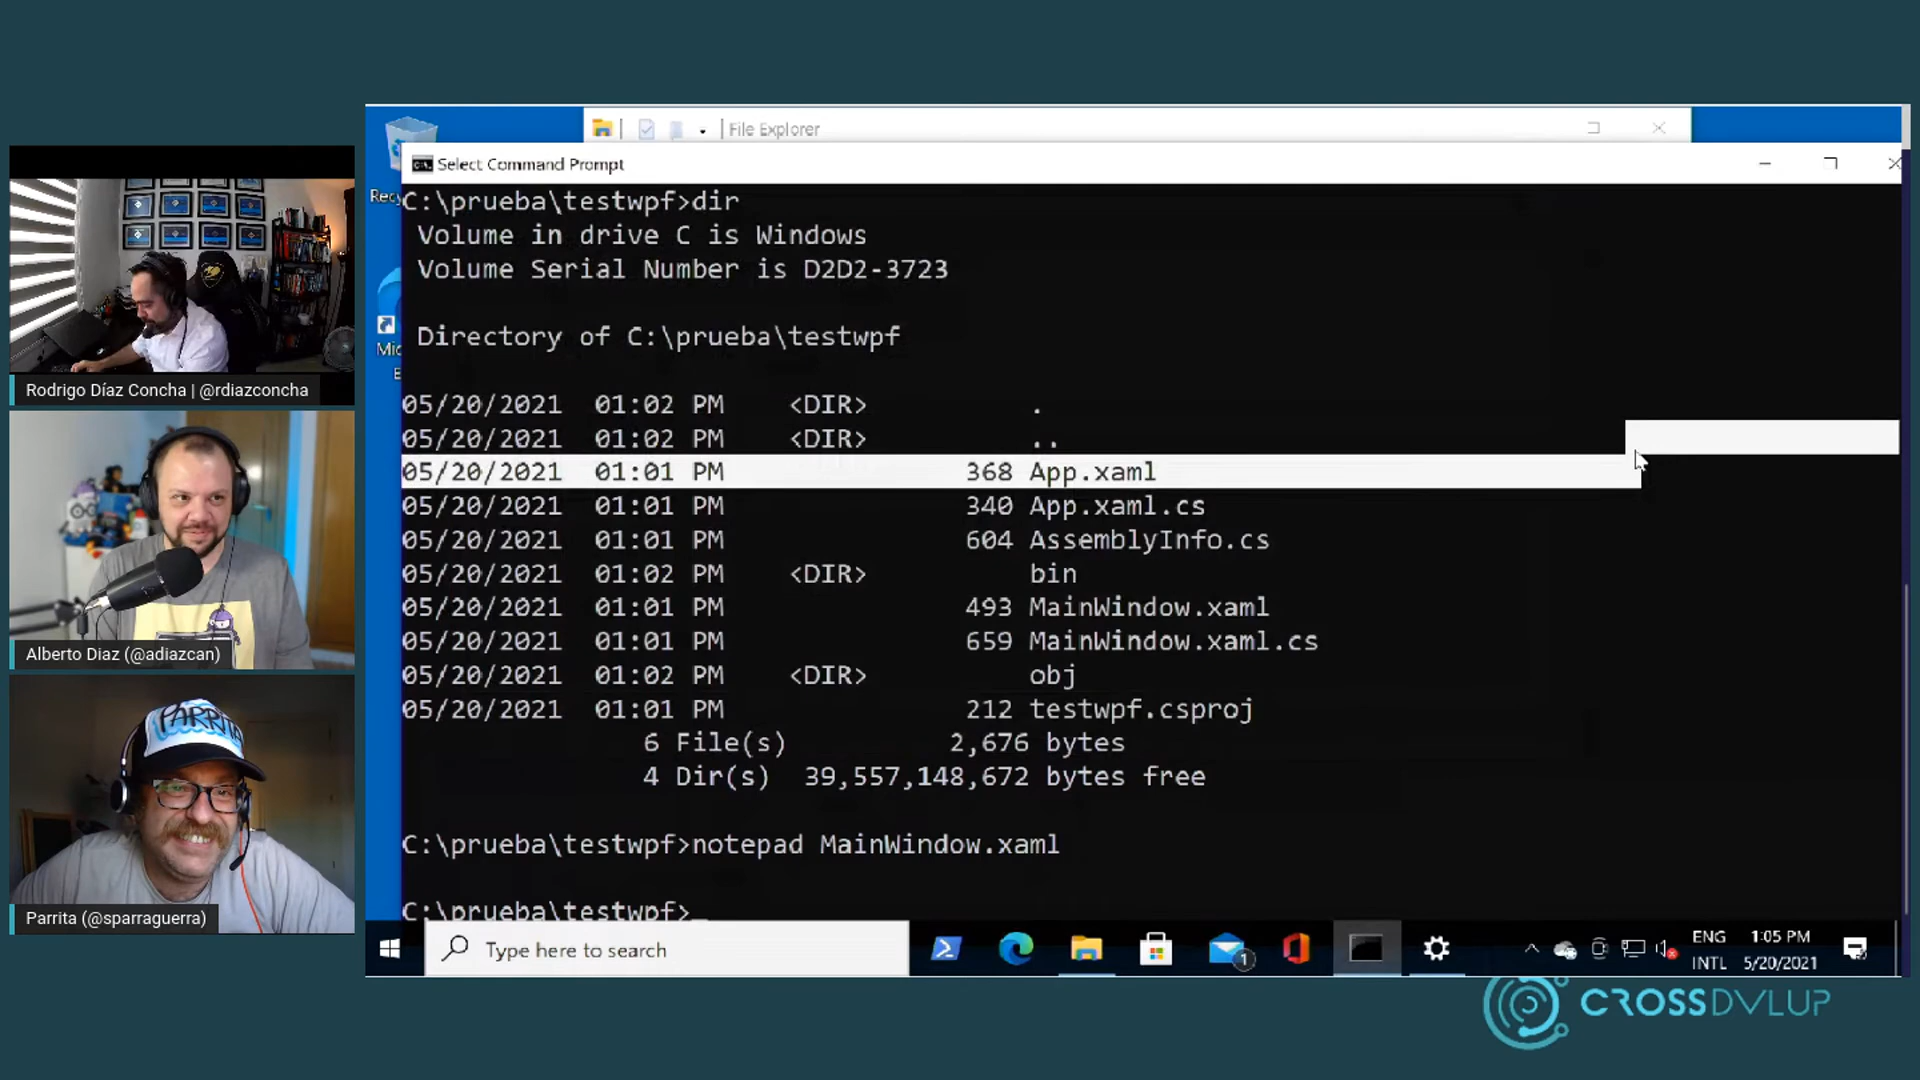 File Explorer
Select Command Prompt
C:\prueba\testwpf>dir
Volume in drive C is Windows
Volume Serial Number is D2D2-3723
Directory of C:\prueba\testwpf
05/20/2021 01:02 PM <DIR> .
05/20/2021 01:02 PM <DIR> ..
05/20/2021 01:01 PM 368 App.xaml
05/20/2021 01:01 PM 340 App.xaml.cs
05/20/2021 01:01 PM 604 AssemblyInfo.cs
05/20/2021 01:02 PM <DIR> bin
05/20/2021 01:01 PM 493 MainWindow.xaml
05/20/2021 01:01 PM 659 MainWindow.xaml.cs
05/20/2021 01:02 PM <DIR> obj
05/20/2021 01:01 PM 212 testwpf.csproj
6 File(s) 2,676 bytes
4 Dir(s) 39,557,148,672 bytes free
C:\prueba\testwpf>notepad MainWindow.xaml
C:\prueba\testwpf>_
Type here to search
1
ENG
INTL
1:05 PM
5/20/2021
Rodrigo Díaz Concha | @rdiazconcha
Alberto Diaz (@adiazcan)
PARRITA
Parrita (@sparraguerra)
CROSSDVLUP